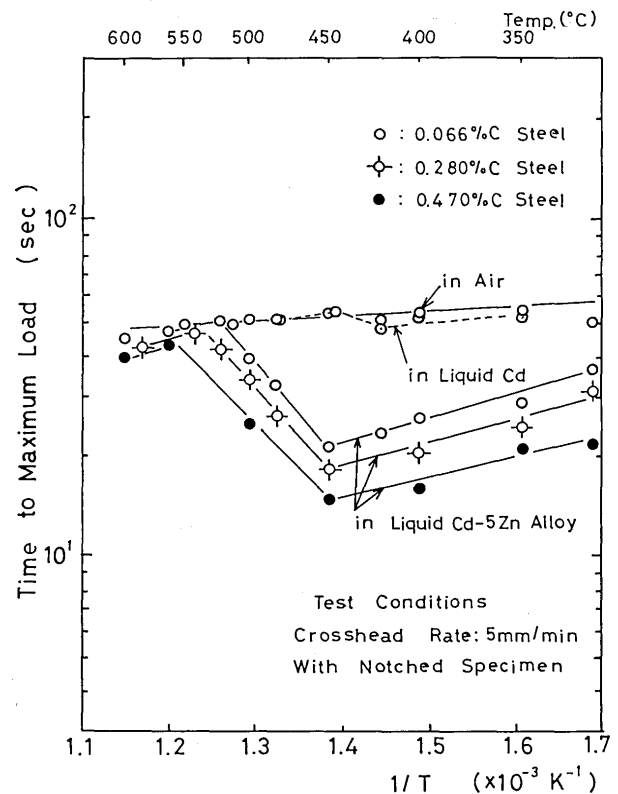 Temp.(°C)
600 550 500 450 400 350
○ : 0.066%C Steel
: 0.280%C Steel
● : 0.470%C Steel
10²
in Air
in Liquid Cd
in Liquid Cd-5Zn Alloy
10¹
Test Conditions
Crosshead Rate: 5mm/min
With Notched Specimen
Time to Maximum Load (sec)
1.1 1.2 1.3 1.4 1.5 1.6 1.7
1/T (×10⁻³ K⁻¹)